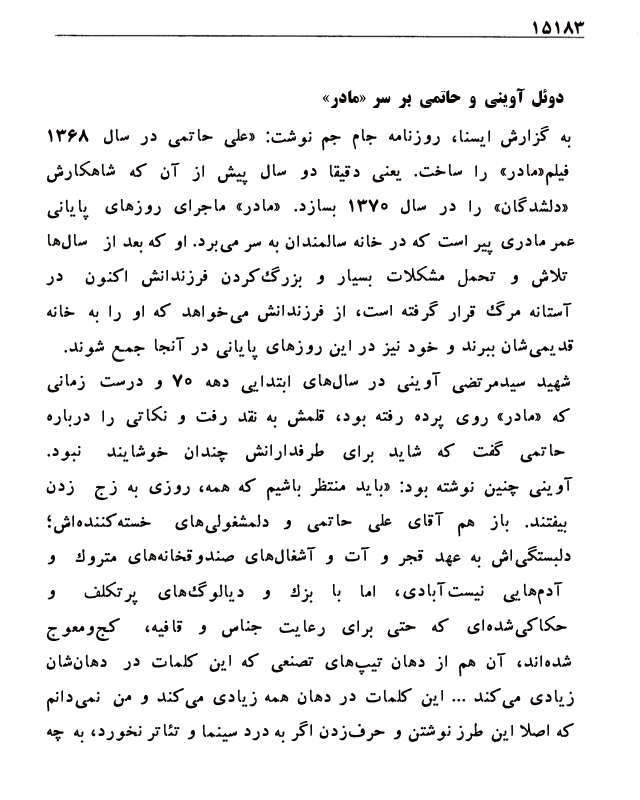 ۱۵۱۸۳
دوئل آوینی و حاتمی بر سر «مادر»
به گزارش ایسنا، روزنامه جام جم نوشت: «علی حاتمی در سال ۱۳۶۸
فیلم«مادر» را ساخت. یعنی دقیقا دو سال پیش از آن که شاهکارش
«دلشدگان» را در سال ۱۳۷۰ بسازد. «مادر» ماجرای روزهای پایانی
عمر مادری پیر است که در خانه سالمندان به سر می‌برد. او که بعد از سال‌ها
تلاش و تحمل مشکلات بسیار و بزرگ‌کردن فرزندانش اکنون در
آستانه مرگ قرار گرفته است، از فرزندانش می‌خواهد که او را به خانه
قدیمی‌شان ببرند و خود نیز در این روزهای پایانی در آنجا جمع شوند.
شهید سیدمرتضی آوینی در سال‌های ابتدایی دهه ۷۰ و درست زمانی
که «مادر» روی پرده رفته بود، قلمش به نقد رفت و نکاتی را درباره
حاتمی گفت که شاید برای طرفدارانش چندان خوشایند نبود.
آوینی چنین نوشته بود: «باید منتظر باشیم که همه، روزی به زج زدن
بیفتند. باز هم آقای علی حاتمی و دلمشغولی‌های خسته‌کننده‌اش؛
دلبستگی‌اش به عهد قجر و آت و آشغال‌های صندوقخانه‌های متروك و
آدم‌هایی نیست‌آبادی، اما با بزك و دیالوگ‌های پرتکلف و
حکاکی‌شده‌ای که حتی برای رعایت جناس و قافیه، کج‌ومعوج
شده‌اند، آن هم از دهان تیپ‌های تصنعی که این کلمات در دهان‌شان
زیادی می‌کند ... این کلمات در دهان همه زیادی می‌کند و من نمی‌دانم
که اصلا این طرز نوشتن و حرف‌زدن اگر به درد سینما و تئاتر نخورد، به چه